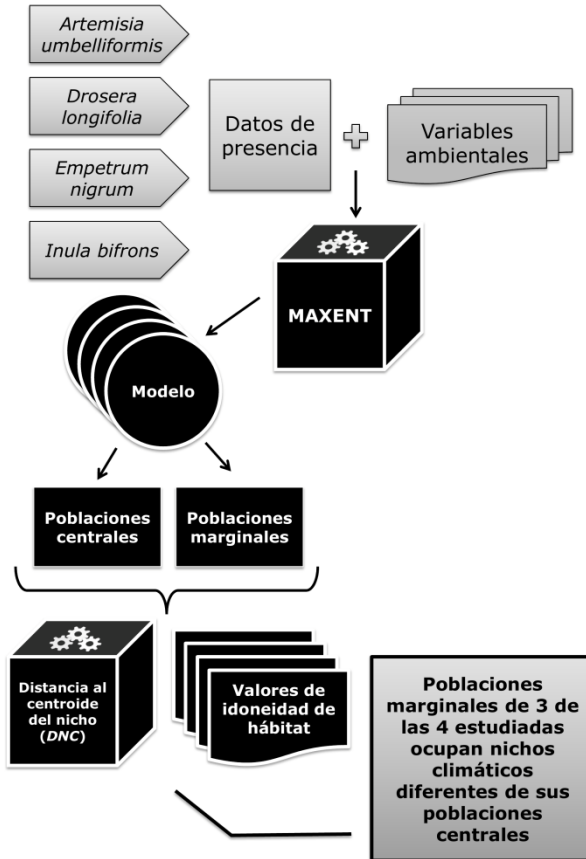 Artemisia
umbelliformis
Drosera
longifolia
Empetrum
nigrum
Inula bifrons
Datos de
presencia
Variables
ambientales
MAXENT
Modelo
Poblaciones
centrales
Poblaciones
marginales
Distancia al
centroide
del nicho
(DNC)
Valores de
idoneidad de
hábitat
Poblaciones
marginales de 3 de
las 4 estudiadas
ocupan nichos
climáticos
diferentes de sus
poblaciones
centrales